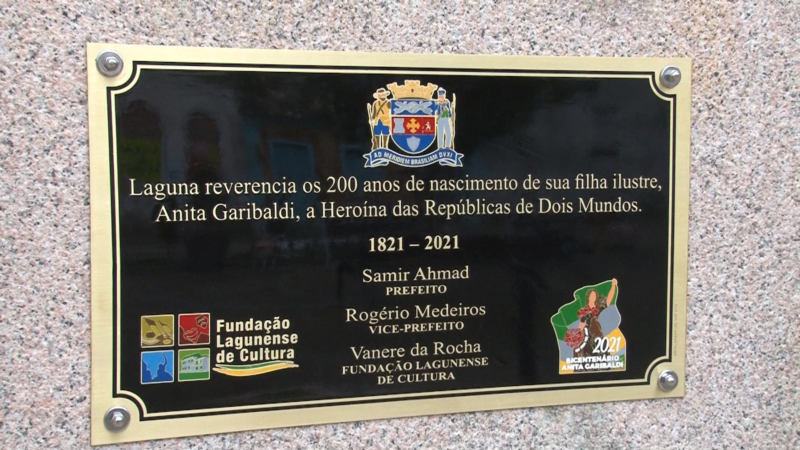 AD MERIDIEM BRASILIAM DVXI
Laguna reverencia os 200 anos de nascimento de sua filha ilustre,
Anita Garibaldi, a Heroína das Repúblicas de Dois Mundos.
1821 – 2021
Samir Ahmad
PREFEITO
Rogério Medeiros
VICE-PREFEITO
Vanere da Rocha
FUNDAÇÃO LAGUNENSE
DE CULTURA
Fundação
Lagunense
de Cultura
2021
BICENTENÁRIO
ANITA GARIBALDI